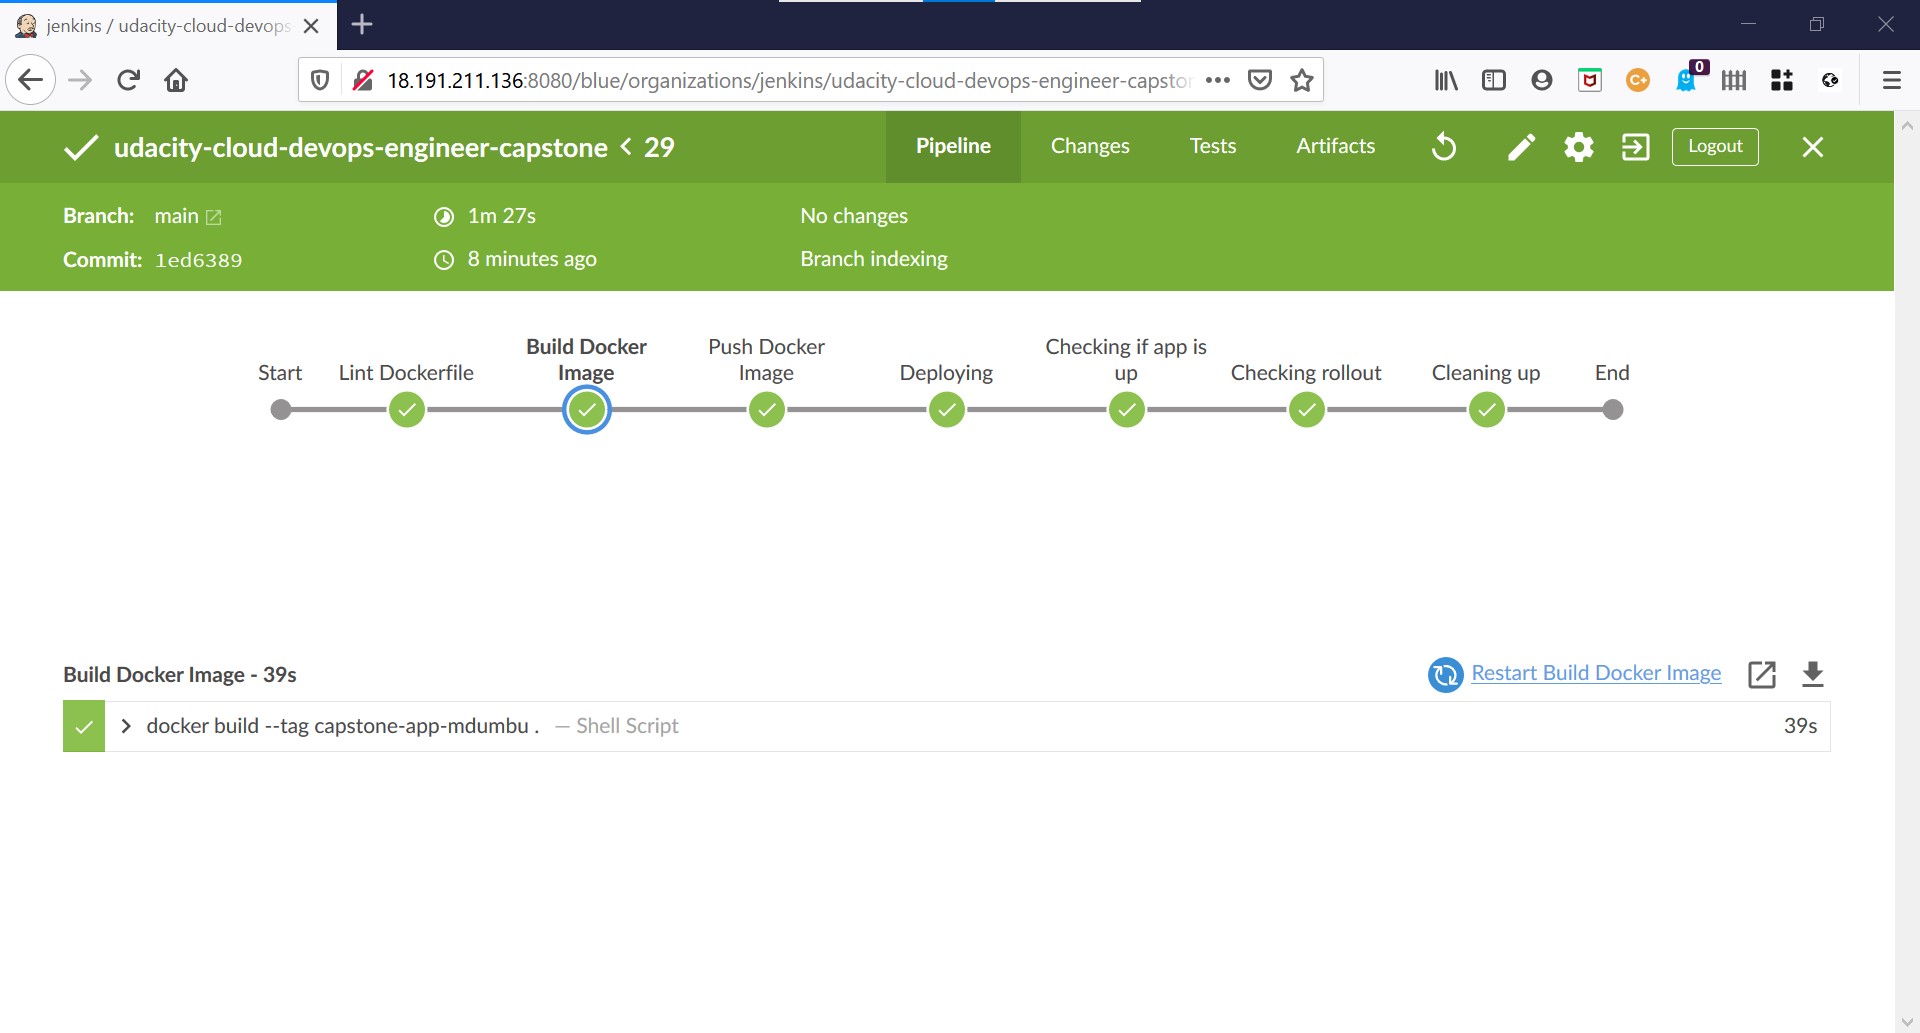 jenkins / udacity-cloud-devops
18.191.211.136:8080/blue/organizations/jenkins/udacity-cloud-devops-engineer-capsto
C+
0
udacity-cloud-devops-engineer-capstone < 29
Pipeline Changes Tests Artifacts Logout
Branch: main 1m 27s No changes
Commit: 1ed6389 8 minutes ago Branch indexing
Start
Lint Dockerfile
Build Docker
Image
Push Docker
Image
Deploying
Checking if app is
up
Checking rollout
Cleaning up
End
Build Docker Image - 39s Restart Build Docker Image
docker build --tag capstone-app-mdumbu . — Shell Script 39s